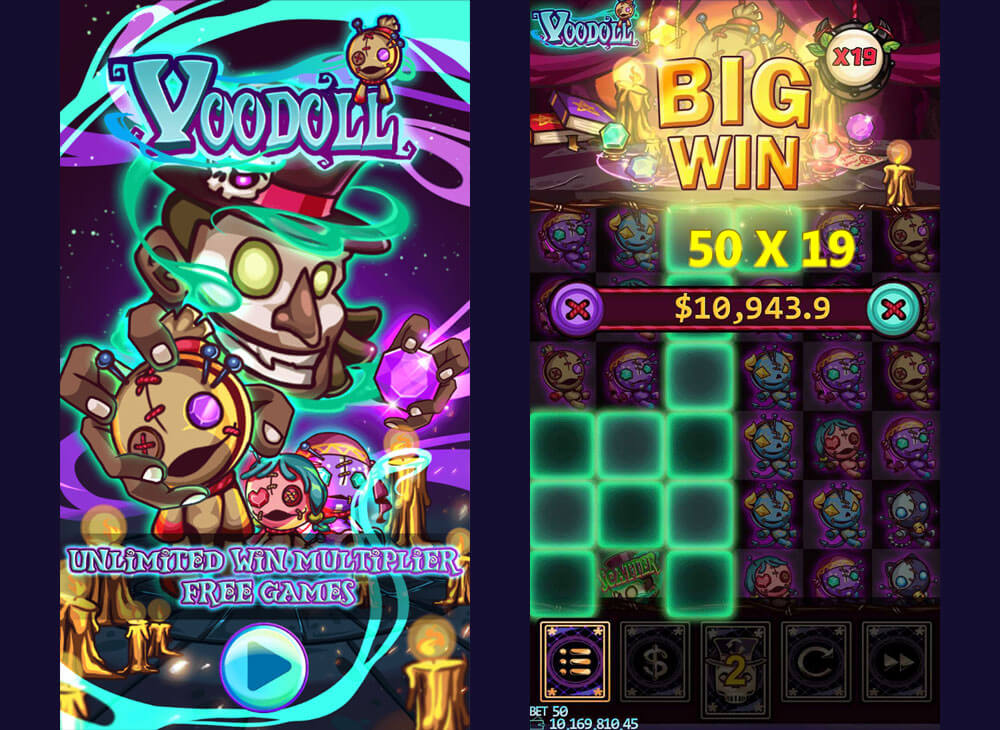 VOODOLL
UNLIMITED WIN MULTIPLIER
FREE GAMES
VOODOLL
X19
BIG
WIN
50 X 19
$10,943.9
SCATTER
$
2
BET 50
10,169,810.45